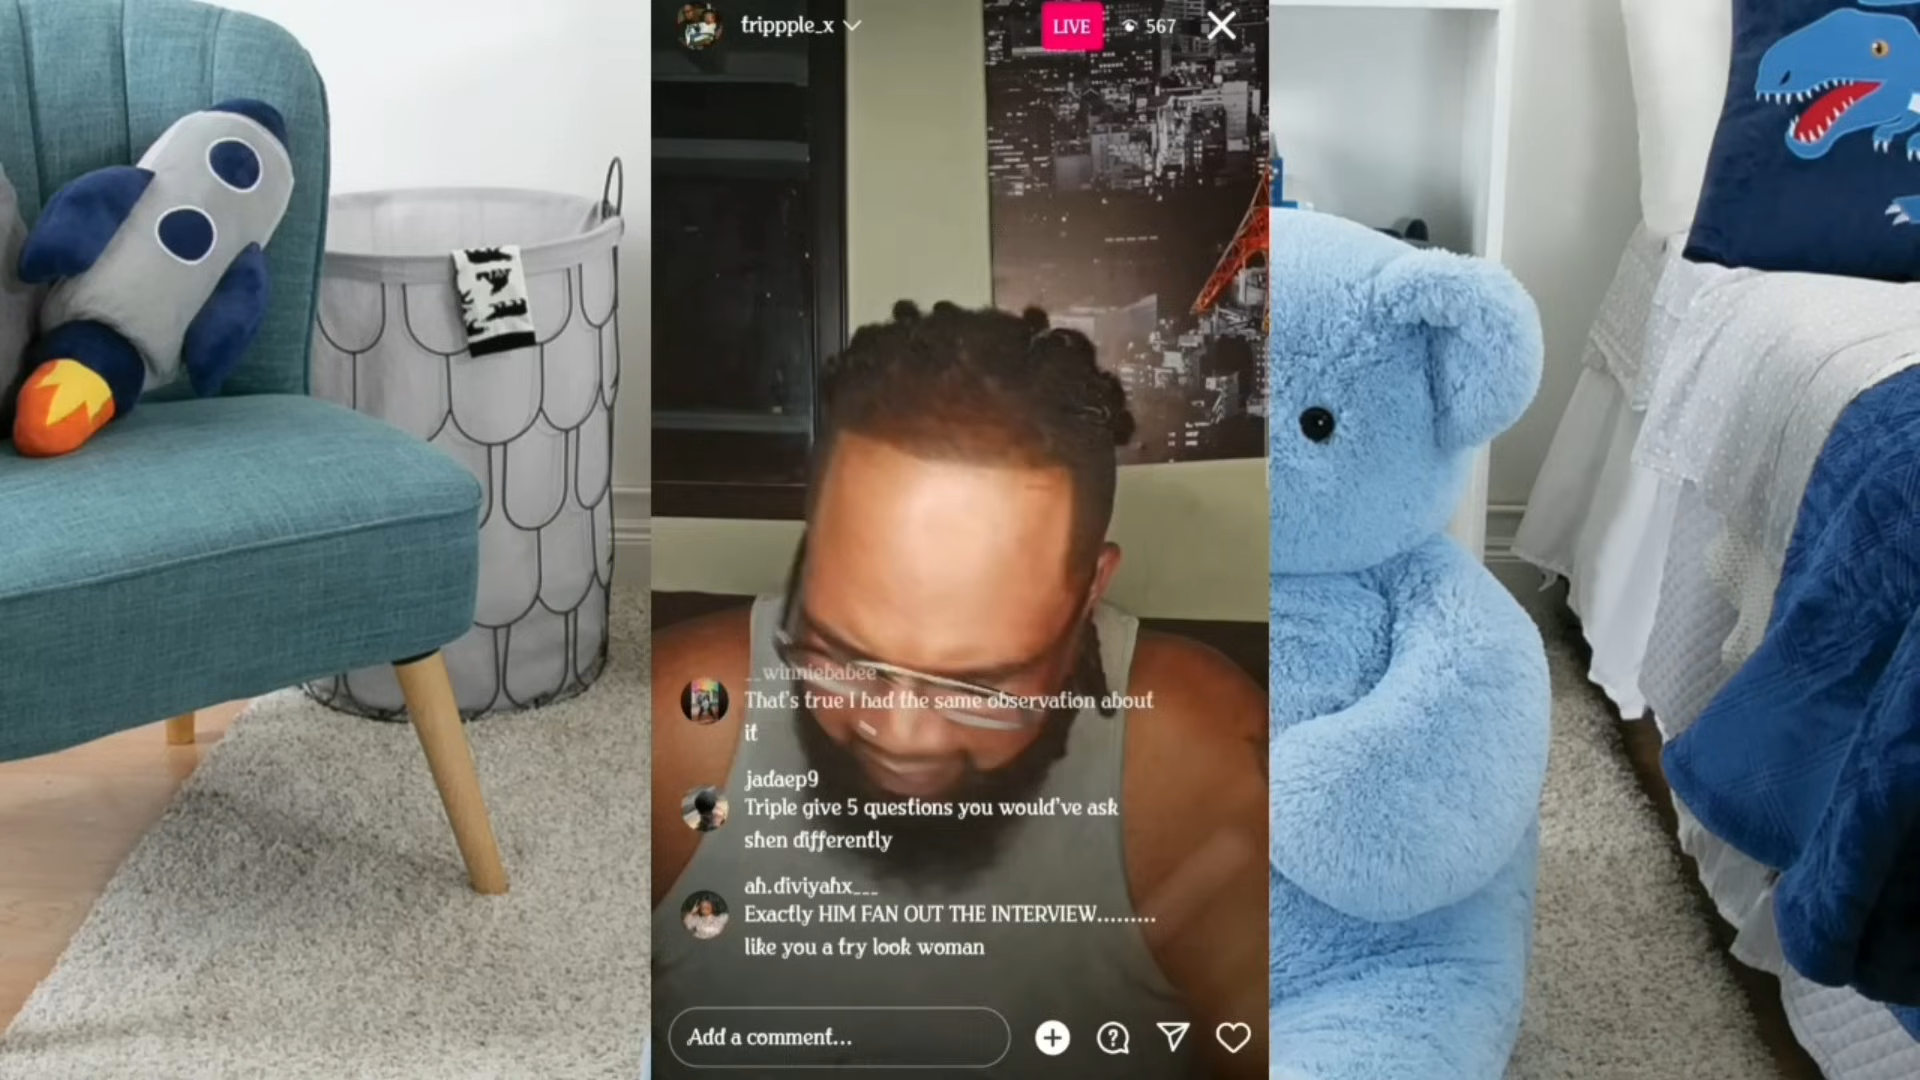 trippple_x
LIVE
567
__winniebabee
That's true I had the same observation about
it
jadaep9
Triple give 5 questions you would've ask
shen differently
ah.diviyahx___
Exactly HIM FAN OUT THE INTERVIEW.........
like you a try look woman
Add a comment...